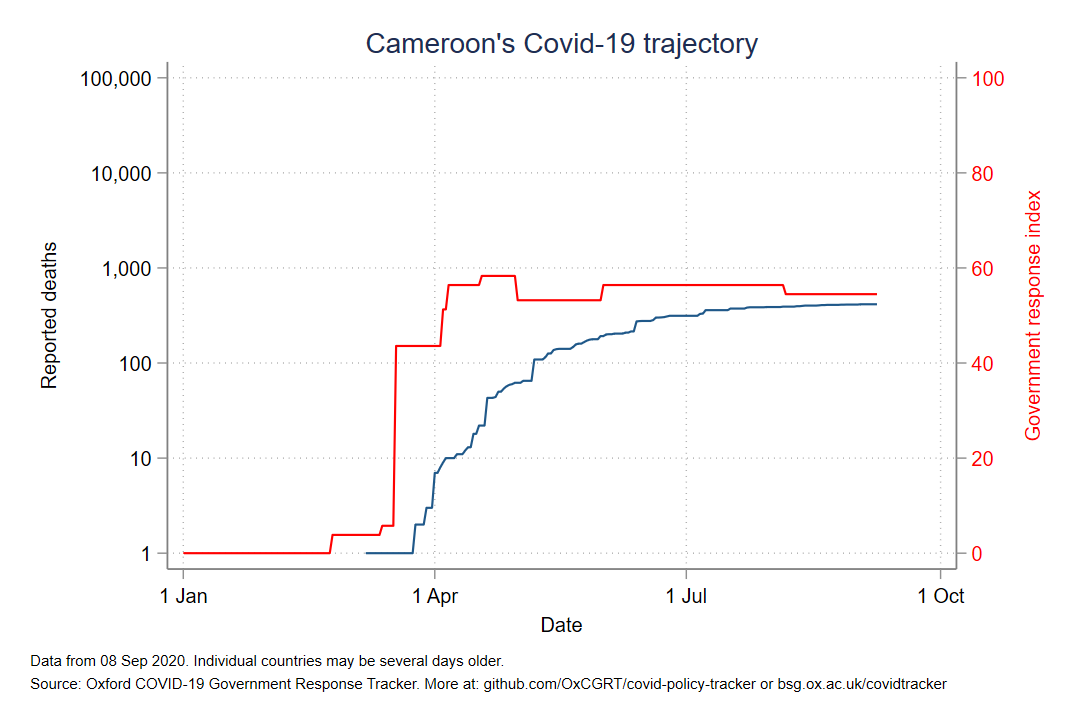 Cameroon's Covid-19 trajectory
100,000
10,000
1,000
100
10
1
Reported deaths
100
80
60
40
20
0
Government response index
1 Jan
1 Apr
1 Jul
1 Oct
Date
Data from 08 Sep 2020. Individual countries may be several days older.
Source: Oxford COVID-19 Government Response Tracker. More at: github.com/OxCGRT/covid-policy-tracker or bsg.ox.ac.uk/covidtracker